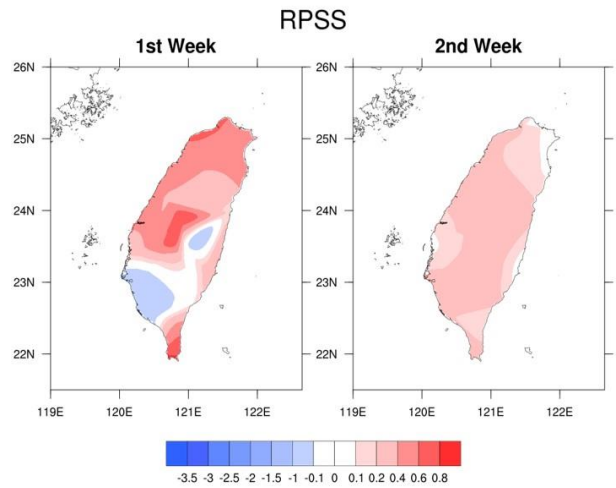 RPSS
1st Week
2nd Week
26N
25N
24N
23N
22N
119E 120E 121E 122E
26N
25N
24N
23N
22N
119E 120E 121E 122E
-3.5 -3 -2.5 -2 -1.5 -1 -0.1 0 0.1 0.2 0.4 0.6 0.8